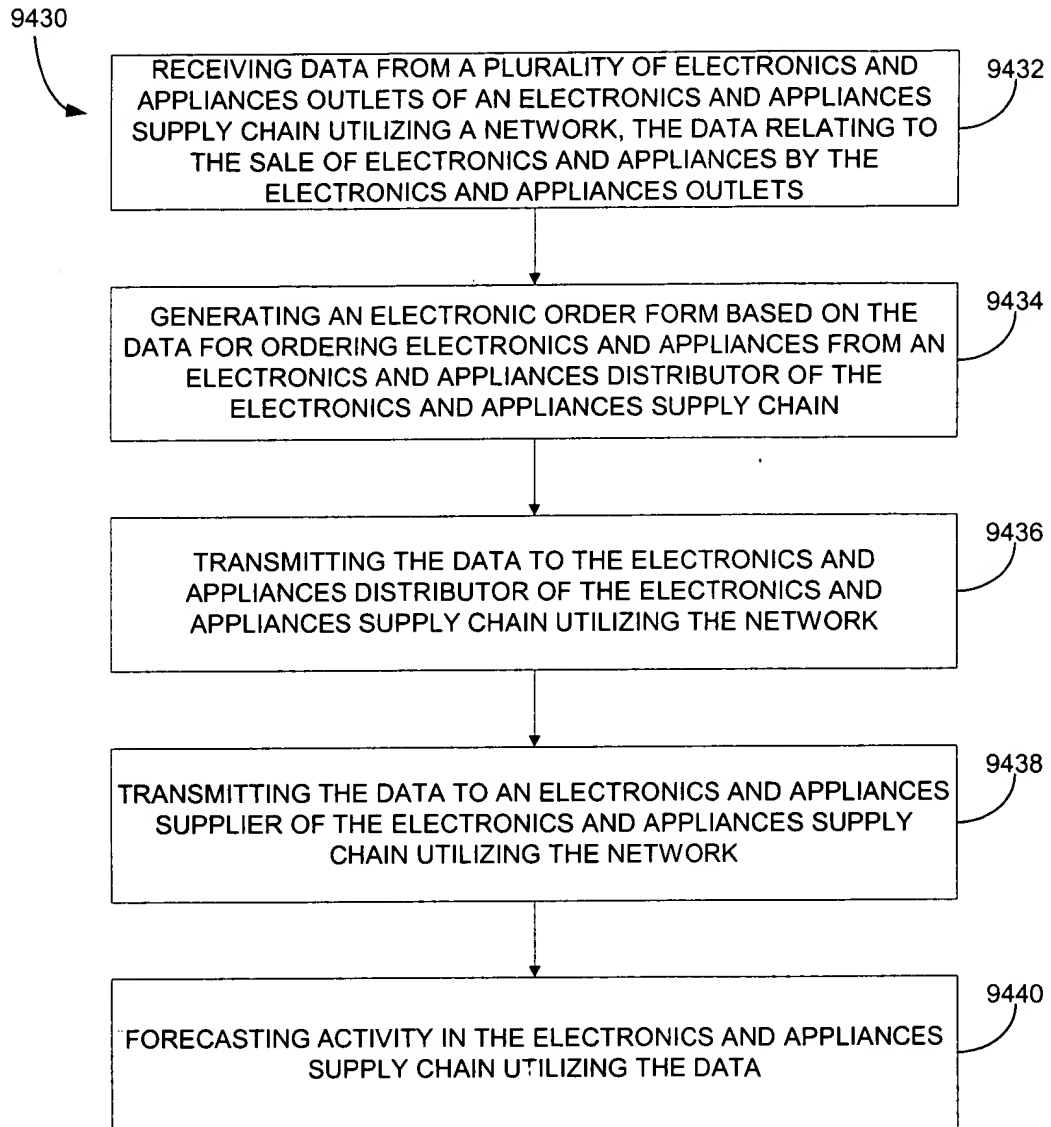 9430
RECEIVING DATA FROM A PLURALITY OF ELECTRONICS AND
APPLIANCES OUTLETS OF AN ELECTRONICS AND APPLIANCES
SUPPLY CHAIN UTILIZING A NETWORK, THE DATA RELATING TO
THE SALE OF ELECTRONICS AND APPLIANCES BY THE
ELECTRONICS AND APPLIANCES OUTLETS
9432
GENERATING AN ELECTRONIC ORDER FORM BASED ON THE
DATA FOR ORDERING ELECTRONICS AND APPLIANCES FROM AN
ELECTRONICS AND APPLIANCES DISTRIBUTOR OF THE
ELECTRONICS AND APPLIANCES SUPPLY CHAIN
9434
TRANSMITTING THE DATA TO THE ELECTRONICS AND
APPLIANCES DISTRIBUTOR OF THE ELECTRONICS AND
APPLIANCES SUPPLY CHAIN UTILIZING THE NETWORK
9436
TRANSMITTING THE DATA TO AN ELECTRONICS AND APPLIANCES
SUPPLIER OF THE ELECTRONICS AND APPLIANCES SUPPLY
CHAIN UTILIZING THE NETWORK
9438
FORECASTING ACTIVITY IN THE ELECTRONICS AND APPLIANCES
SUPPLY CHAIN UTILIZING THE DATA
9440